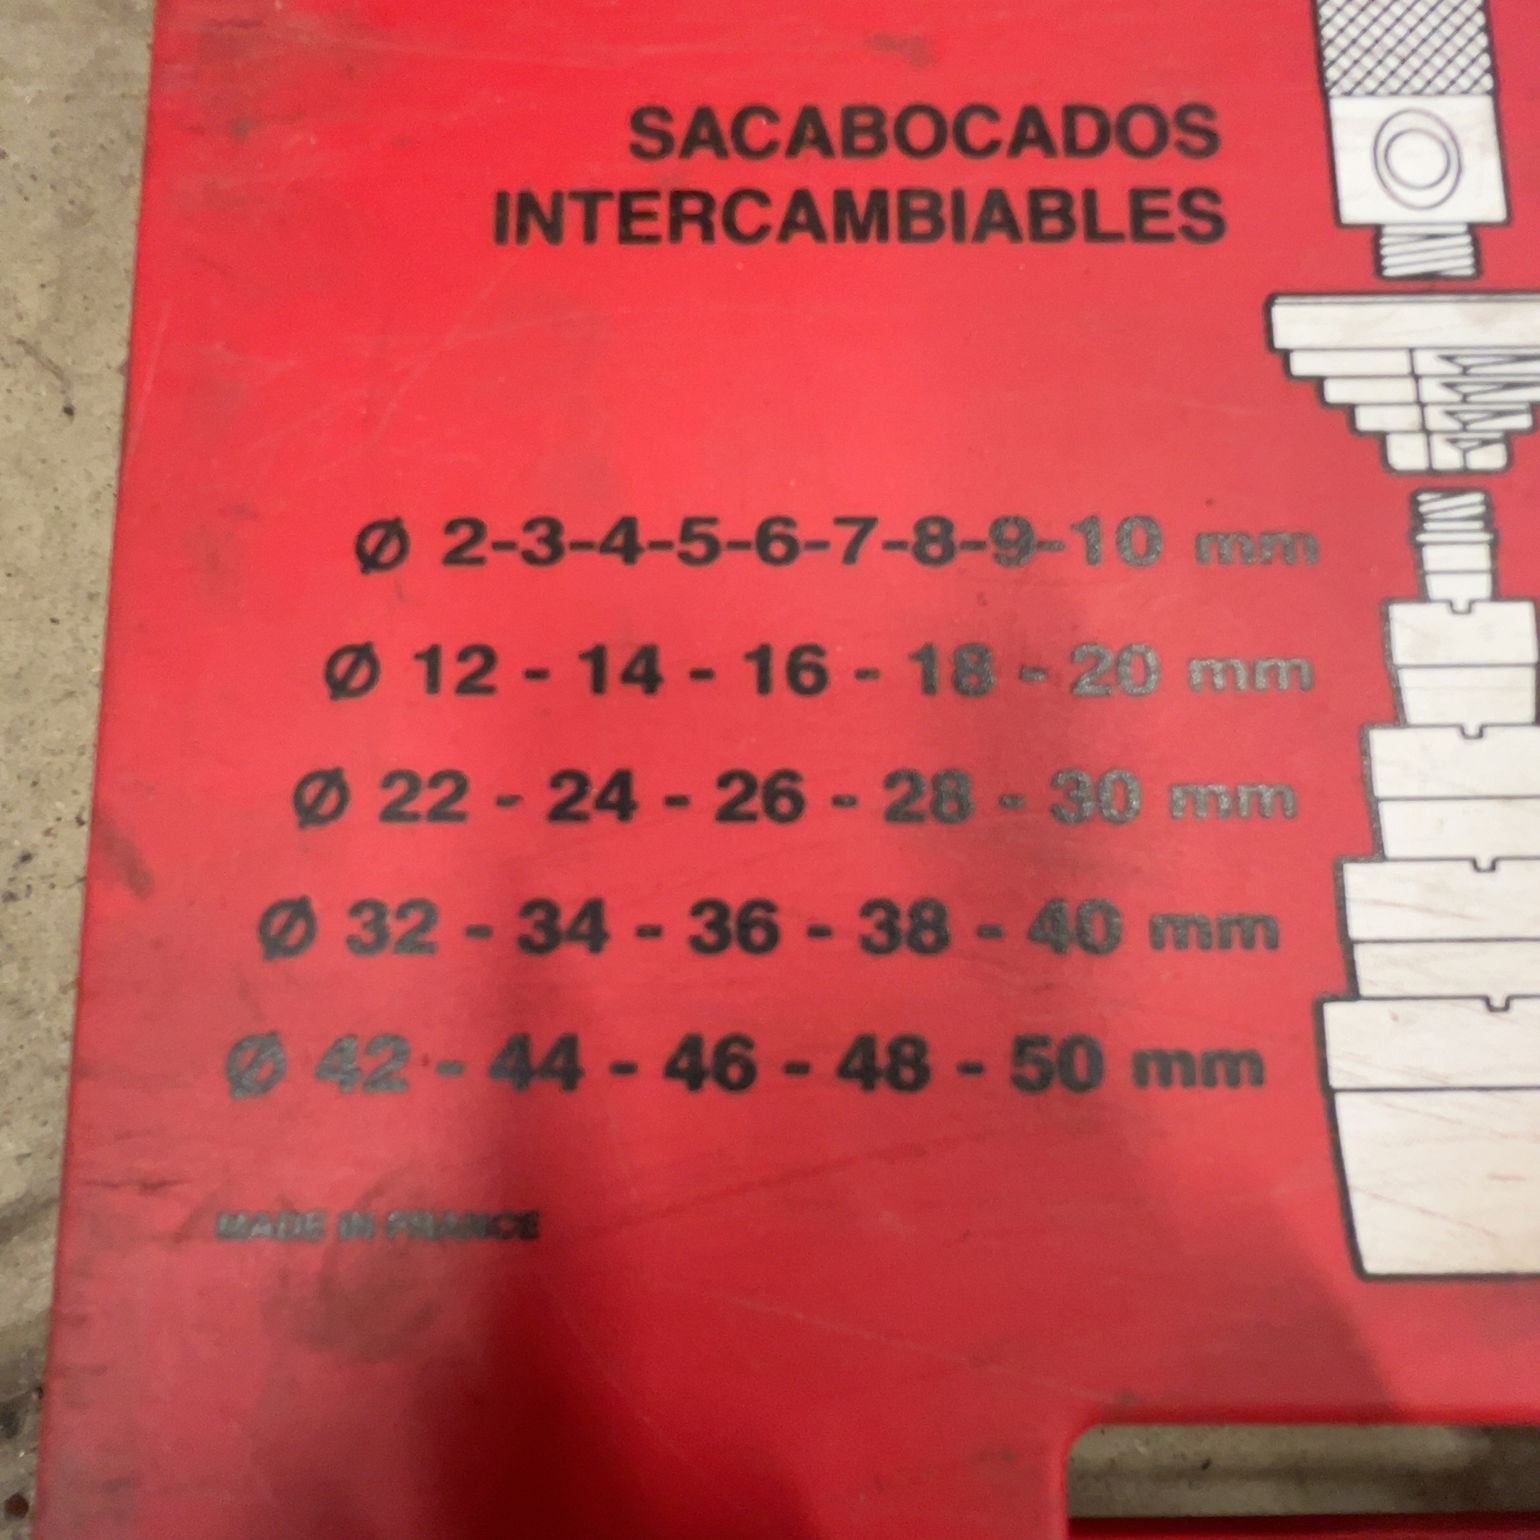 SACABOCADOS
INTERCAMBIABLES
Ø 2-3-4-5-6-7-8-9-10 mm
Ø 12 - 14 - 16 - 18 - 20 mm
Ø 22 - 24 - 26 - 28 - 30 mm
Ø 32 - 34 - 36 - 38 - 40 mm
Ø 42 - 44 - 46 - 48 - 50 mm
MADE IN FRANCE